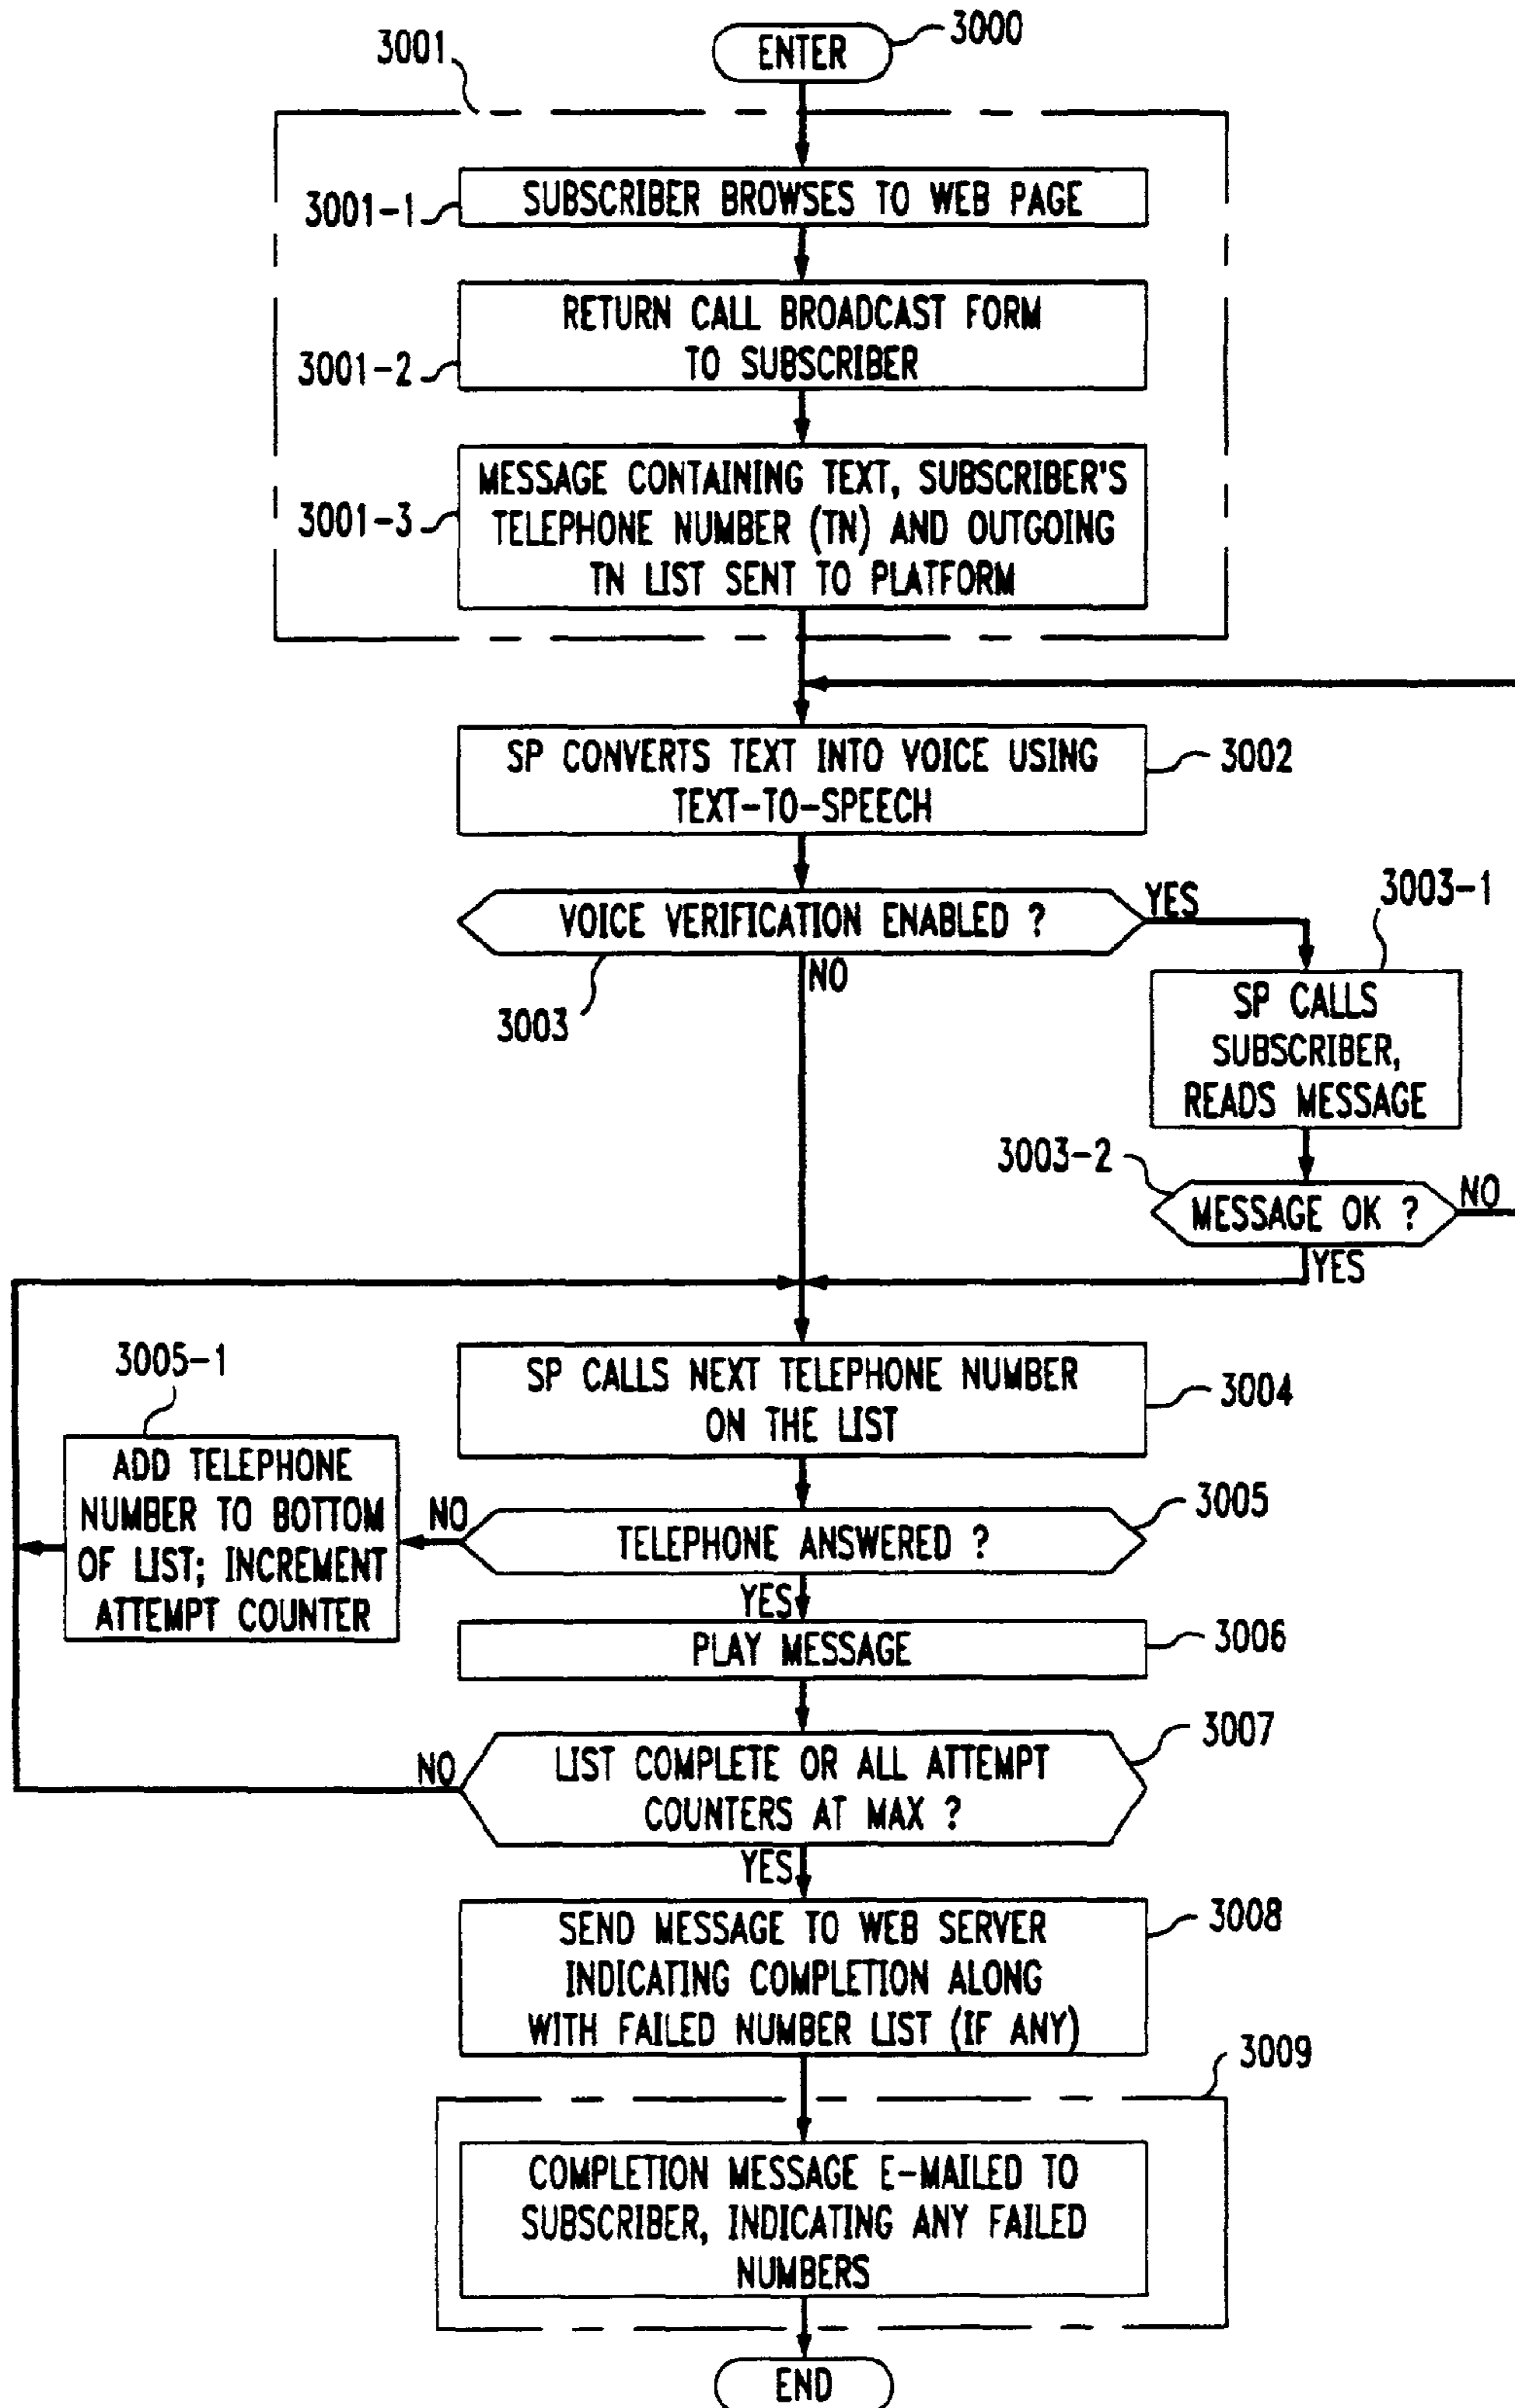 ENTER
3000
3001
3001-1
SUBSCRIBER BROWSES TO WEB PAGE
3001-2
RETURN CALL BROADCAST FORM
TO SUBSCRIBER
3001-3
MESSAGE CONTAINING TEXT, SUBSCRIBER'S
TELEPHONE NUMBER (TN) AND OUTGOING
TN LIST SENT TO PLATFORM
SP CONVERTS TEXT INTO VOICE USING
TEXT-TO-SPEECH
3002
VOICE VERIFICATION ENABLED ?
YES
NO
3003
3003-1
SP CALLS
SUBSCRIBER,
READS MESSAGE
3003-2
MESSAGE OK ?
NO
YES
SP CALLS NEXT TELEPHONE NUMBER
ON THE LIST
3004
3005-1
ADD TELEPHONE
NUMBER TO BOTTOM
OF LIST; INCREMENT
ATTEMPT COUNTER
NO
TELEPHONE ANSWERED ?
3005
YES
PLAY MESSAGE
3006
NO
LIST COMPLETE OR ALL ATTEMPT
COUNTERS AT MAX ?
3007
YES
SEND MESSAGE TO WEB SERVER
INDICATING COMPLETION ALONG
WITH FAILED NUMBER LIST (IF ANY)
3008
3009
COMPLETION MESSAGE E-MAILED TO
SUBSCRIBER, INDICATING ANY FAILED
NUMBERS
END